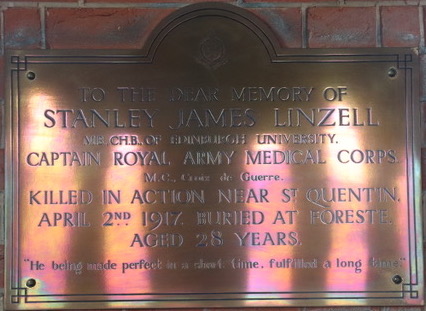 TO THE DEAR MEMORY OF
STANLEY JAMES LINZELL
MB. CH.B., OF EDINBURGH UNIVERSITY.
CAPTAIN ROYAL ARMY MEDICAL CORPS.
M.C., Croix de Guerre.
KILLED IN ACTION NEAR ST QUENTIN,
APRIL 2ND 1917. BURIED AT FORESTE.
AGED 28 YEARS.
"He being made perfect in a short time, fulfilled a long time"